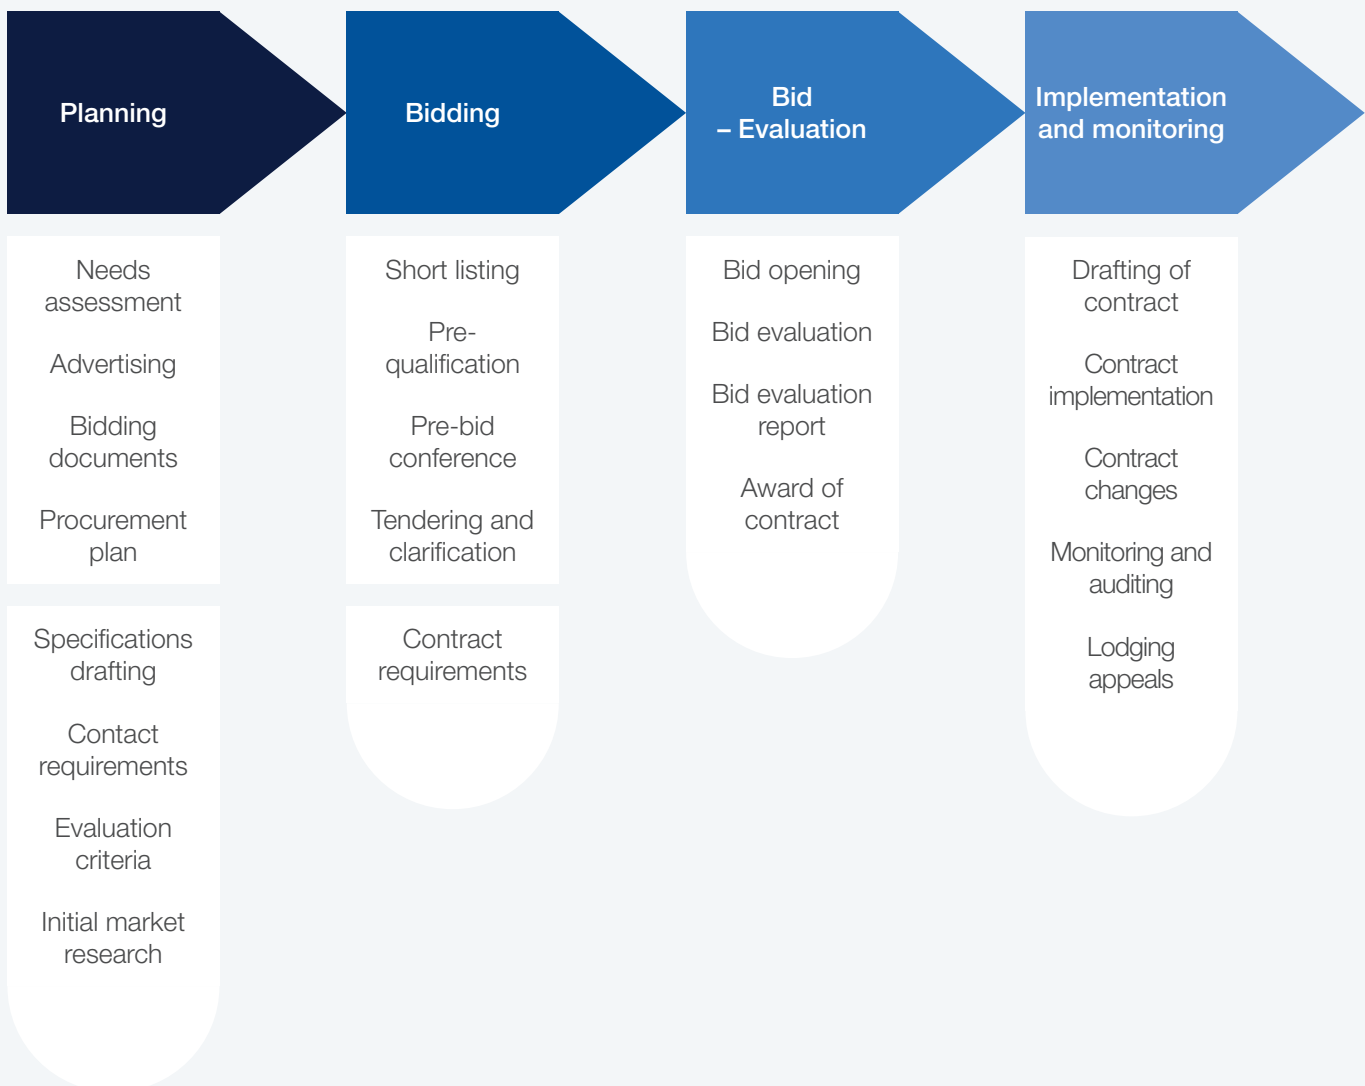 Planning
Needs
assessment
Advertising
Bidding
documents
Procurement
plan
Specifications
drafting
Contact
requirements
Evaluation
criteria
Initial market
research
Bidding
Short listing
Pre-
qualification
Pre-bid
conference
Tendering and
clarification
Contract
requirements
Bid
– Evaluation
Bid opening
Bid evaluation
Bid evaluation
report
Award of
contract
Implementation
and monitoring
Drafting of
contract
Contract
implementation
Contract
changes
Monitoring and
auditing
Lodging
appeals